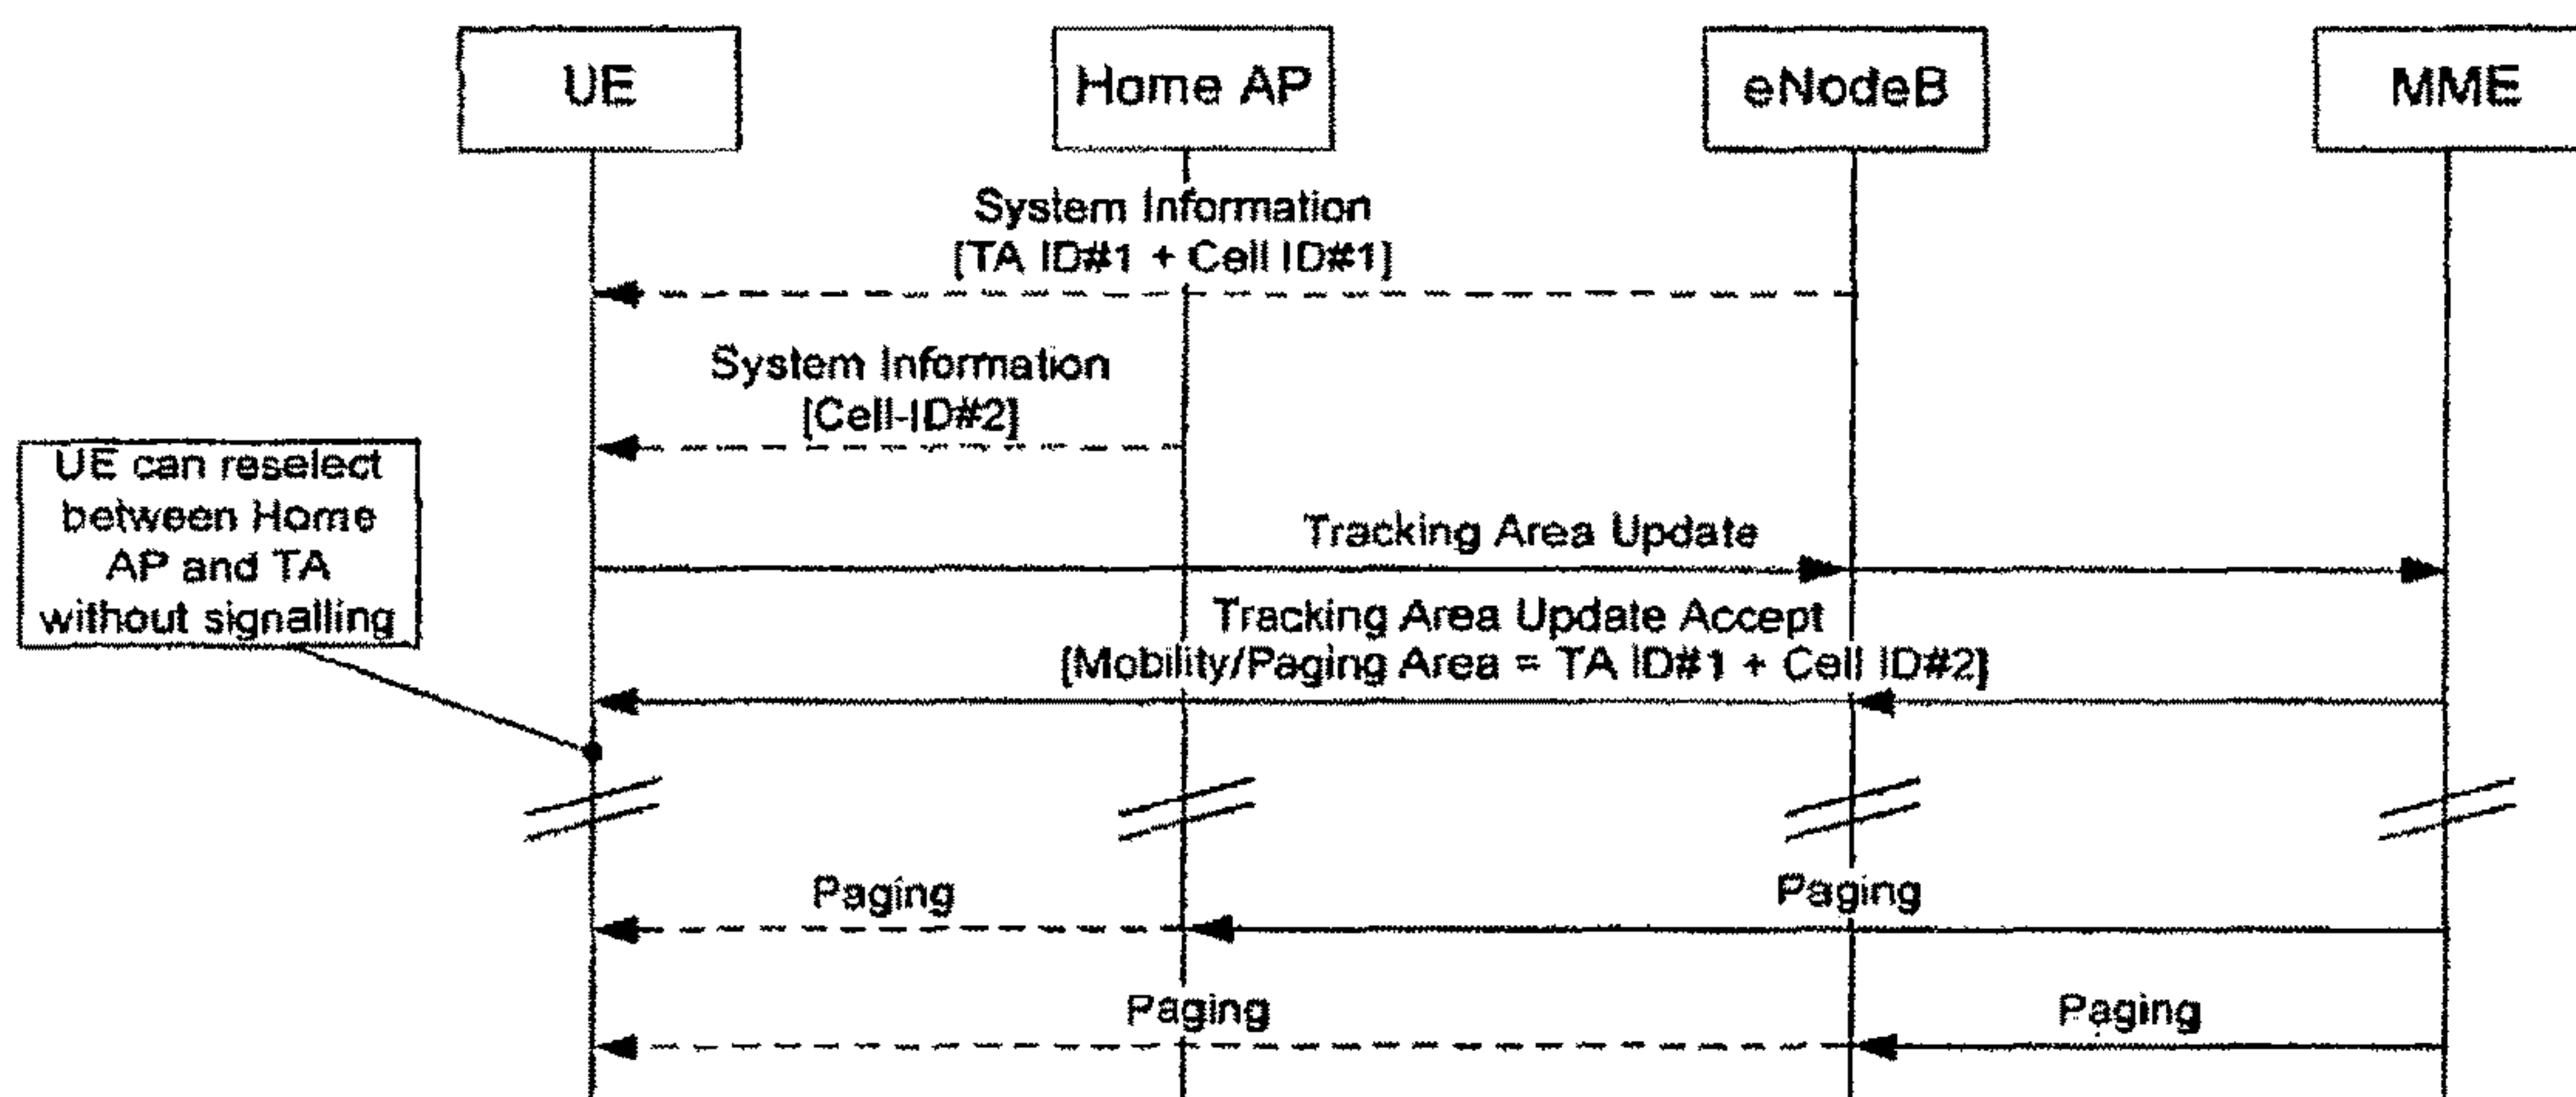 UE
Home AP
eNodeB
MME
System Information
[TA ID#1 + Cell ID#1]
System Information
[Cell-ID#2]
UE can reselect
between Home
AP and TA
without signalling
Tracking Area Update
Tracking Area Update Accept
[Mobility/Paging Area = TA ID#1 + Cell ID#2]
Paging
Paging
Paging
Paging